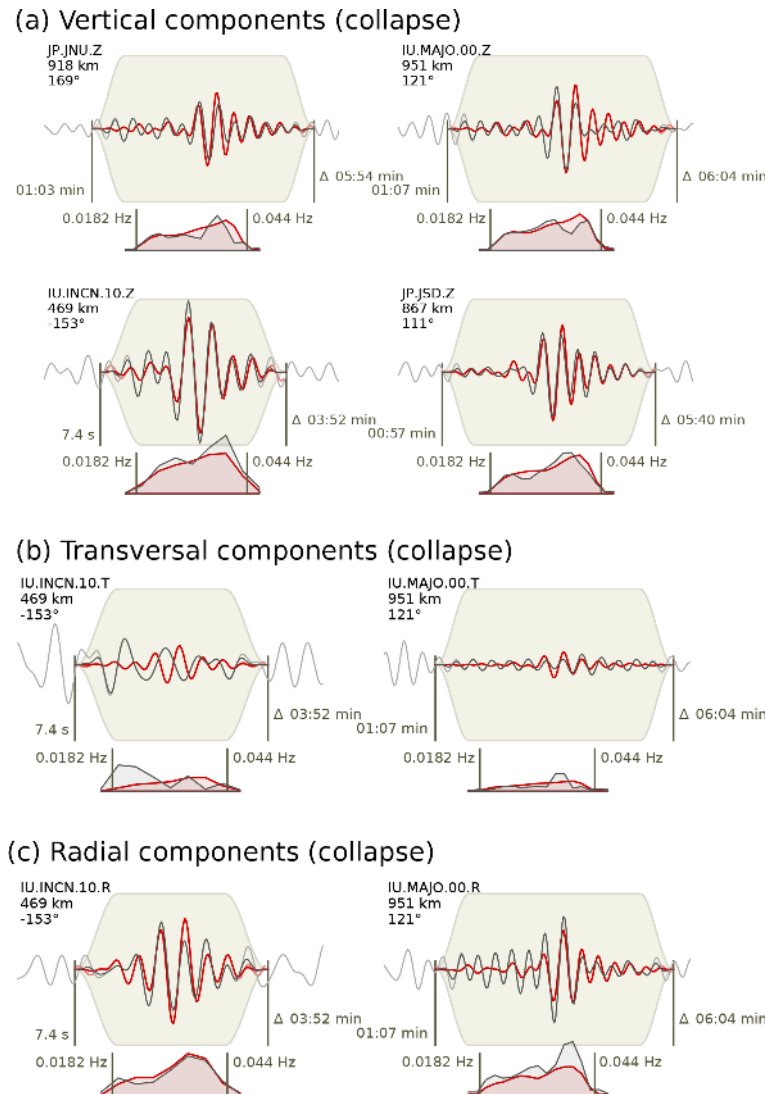 (a) Vertical components (collapse)
JP.JNU.Z
918 km
169°
01:03 min
Δ 05:54 min
0.0182 Hz
0.044 Hz
IU.MAJO.00.Z
951 km
121°
01:07 min
Δ 06:04 min
0.0182 Hz
0.044 Hz
IU.INCN.10.Z
469 km
-153°
7.4 s
Δ 03:52 min
0.0182 Hz
0.044 Hz
JP.JSD.Z
867 km
111°
00:57 min
Δ 05:40 min
0.0182 Hz
0.044 Hz
(b) Transversal components (collapse)
IU.INCN.10.T
469 km
-153°
7.4 s
Δ 03:52 min
0.0182 Hz
0.044 Hz
IU.MAJO.00.T
951 km
121°
01:07 min
Δ 06:04 min
0.0182 Hz
0.044 Hz
(c) Radial components (collapse)
IU.INCN.10.R
469 km
-153°
7.4 s
Δ 03:52 min
0.0182 Hz
0.044 Hz
IU.MAJO.00.R
951 km
121°
01:07 min
Δ 06:04 min
0.0182 Hz
0.044 Hz